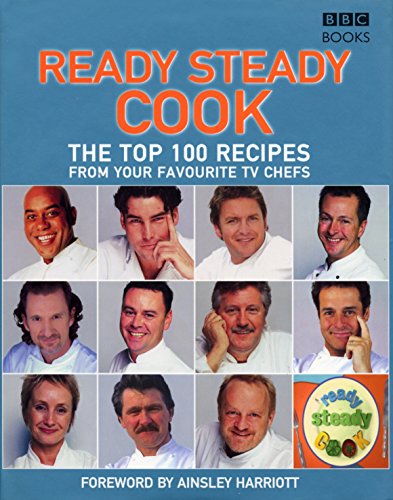 BBC
BOOKS
READY STEADY
COOK
THE TOP 100 RECIPES
FROM YOUR FAVOURITE TV CHEFS
ready
steady
COOK
FOREWORD BY AINSLEY HARRIOTT